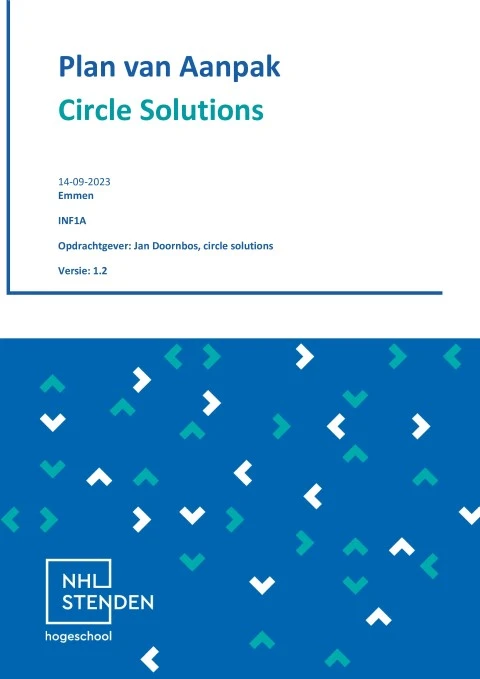 Plan van Aanpak
Circle Solutions
14-09-2023
Emmen
INF1A
Opdrachtgever: Jan Doornbos, circle solutions
Versie: 1.2
NHL
STENDEN
hogeschool